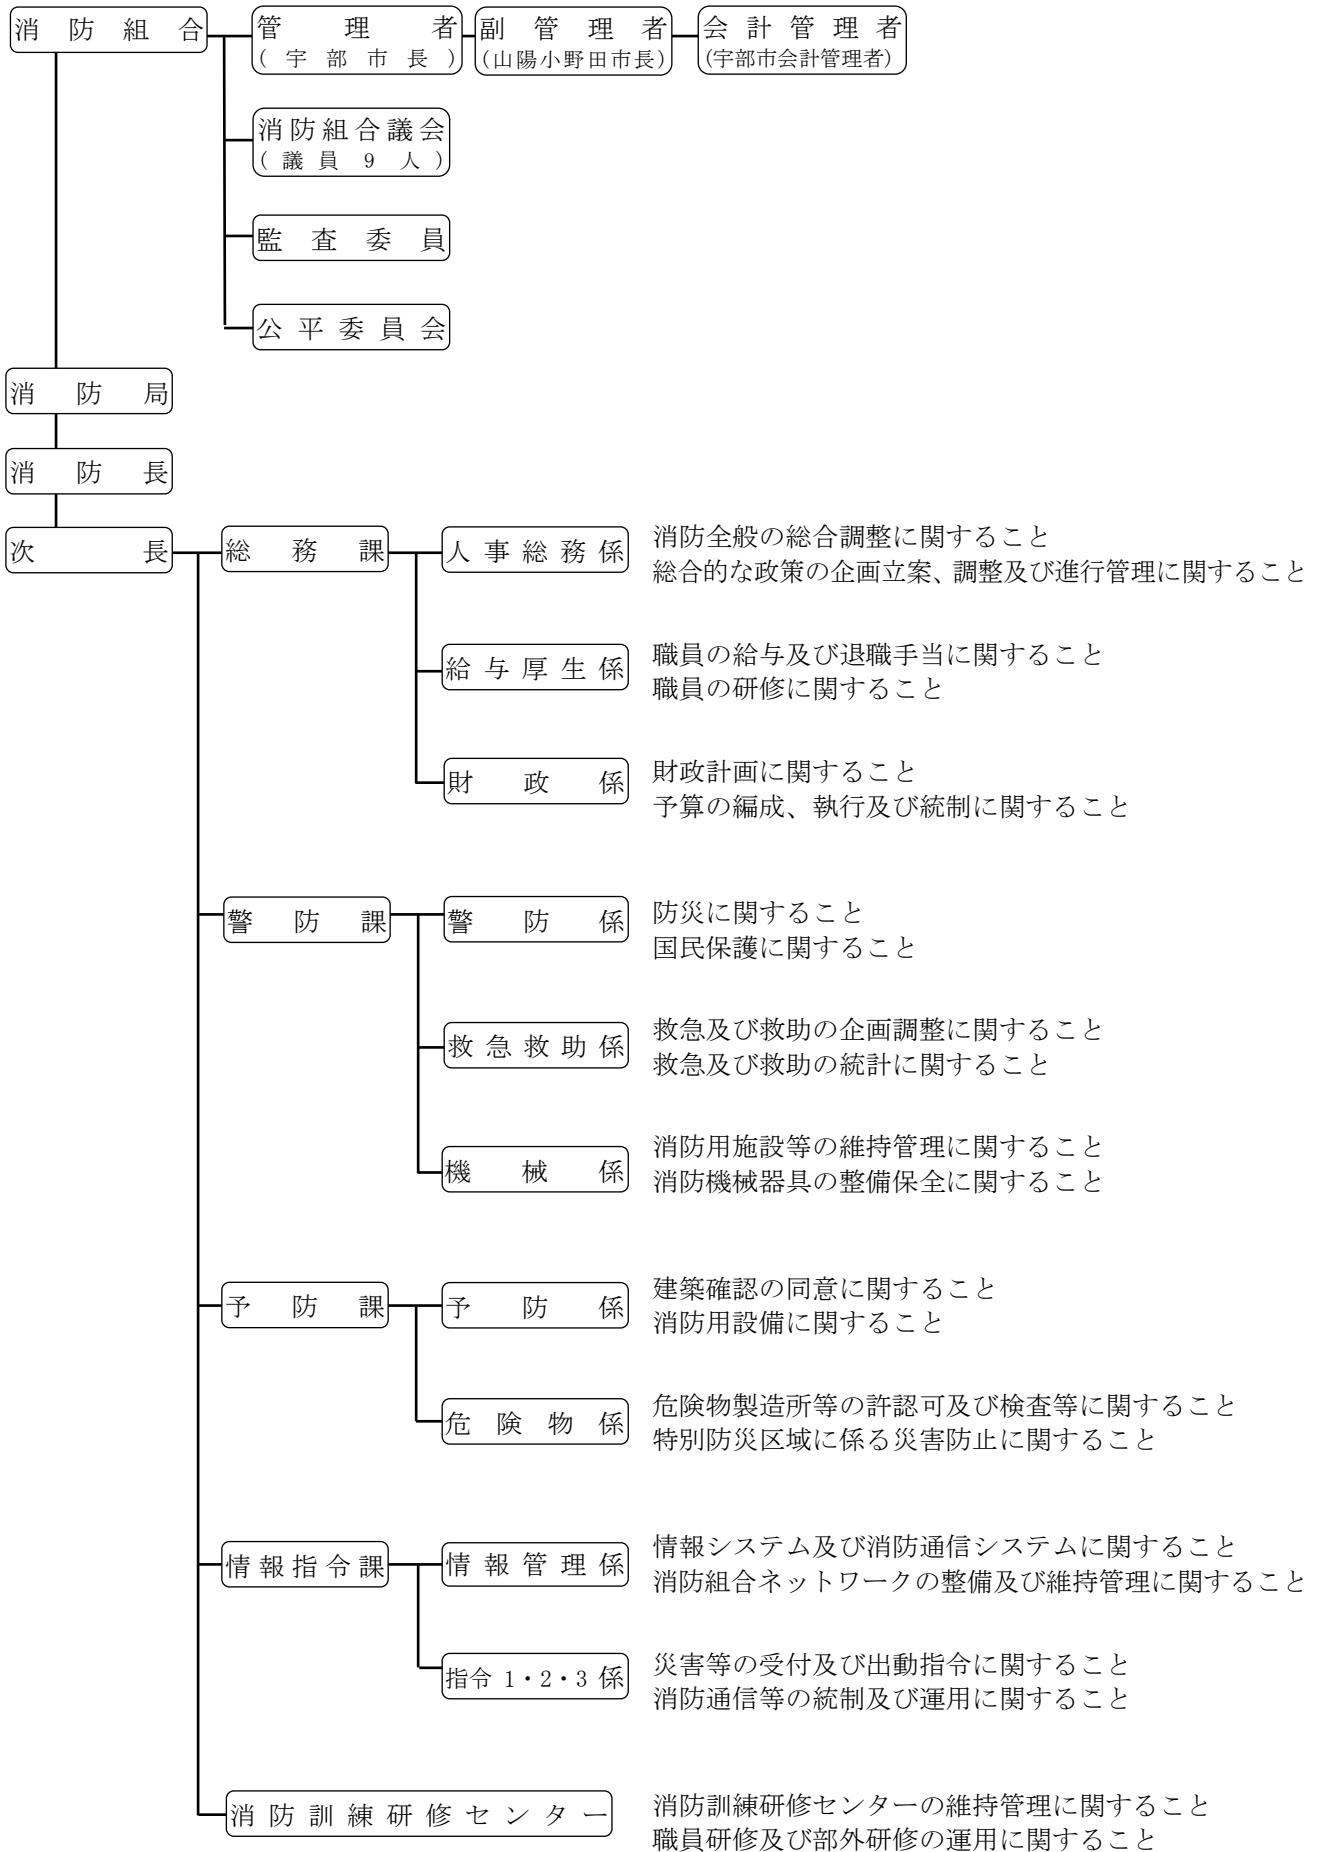 消防組合
管理者
(宇部市長)
副管理者
(山陽小野田市長)
会計管理者
(宇部市会計管理者)
消防組合議会
(議員9人)
監査委員
公平委員会
消防局
消防長
次長
総務課
人事総務係
消防全般の総合調整に関すること
総合的な政策の企画立案、調整及び進行管理に関すること
給与厚生係
職員の給与及び退職手当に関すること
職員の研修に関すること
財政係
財政計画に関すること
予算の編成、執行及び統制に関すること
警防課
警防係
防災に関すること
国民保護に関すること
救急救助係
救急及び救助の企画調整に関すること
救急及び救助の統計に関すること
機械係
消防用施設等の維持管理に関すること
消防機械器具の整備保全に関すること
予防課
予防係
建築確認の同意に関すること
消防用設備に関すること
危険物係
危険物製造所等の許認可及び検査等に関すること
特別防災区域に係る災害防止に関すること
情報指令課
情報管理係
情報システム及び消防通信システムに関すること
消防組合ネットワークの整備及び維持管理に関すること
指令1・2・3係
災害等の受付及び出動指令に関すること
消防通信等の統制及び運用に関すること
消防訓練研修センター
消防訓練研修センターの維持管理に関すること
職員研修及び部外研修の運用に関すること